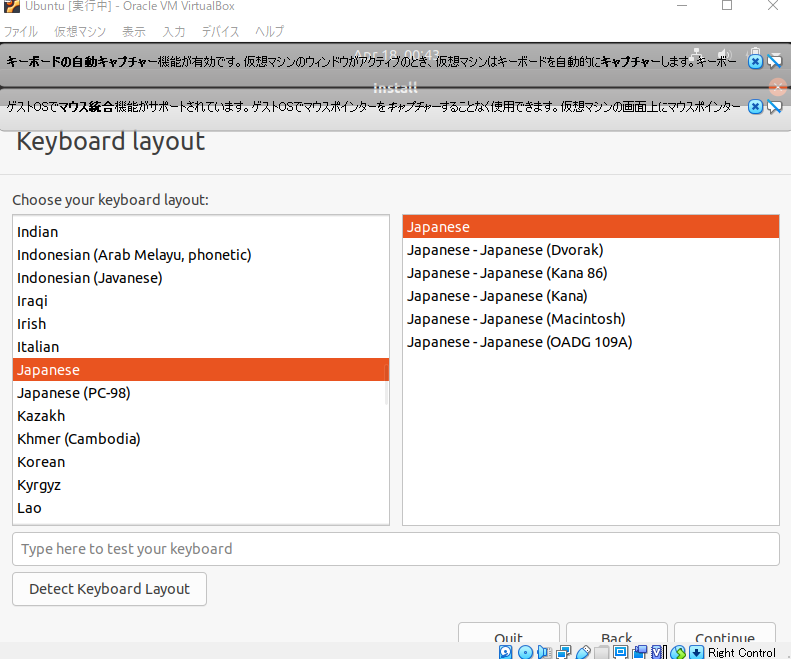 Ubuntu [実行中] - Oracle VM VirtualBox
ファイル 仮想マシン 表示 入力 デバイス ヘルプ
Apr 18 00:43
キーボードの自動キャプチャー機能が有効です。仮想マシンのウィンドウがアクティブのとき、仮想マシンはキーボードを自動的にキャプチャーします。キーボー
Install
ゲストOSでマウス統合機能がサポートされています。ゲストOSでマウスポインターをキャプチャーすることなく使用できます。仮想マシンの画面上にマウスポインター
Keyboard layout
Choose your keyboard layout:
Indian
Indonesian (Arab Melayu, phonetic)
Indonesian (Javanese)
Iraqi
Irish
Italian
Japanese
Japanese (PC-98)
Kazakh
Khmer (Cambodia)
Korean
Kyrgyz
Lao
Japanese
Japanese - Japanese (Dvorak)
Japanese - Japanese (Kana 86)
Japanese - Japanese (Kana)
Japanese - Japanese (Macintosh)
Japanese - Japanese (OADG 109A)
Type here to test your keyboard
Detect Keyboard Layout
Quit Back Continue
Right Control